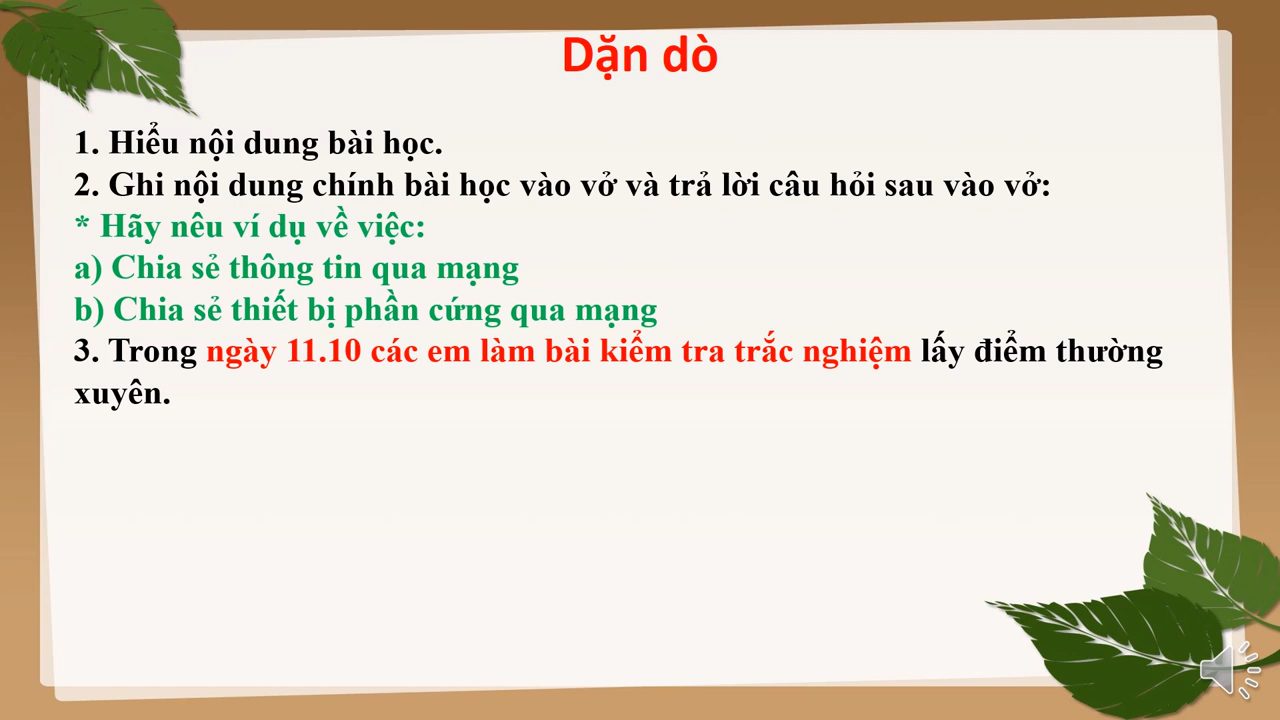 Dặn dò
1. Hiểu nội dung bài học.
2. Ghi nội dung chính bài học vào vở và trả lời câu hỏi sau vào vở:
* Hãy nêu ví dụ về việc:
a) Chia sẻ thông tin qua mạng
b) Chia sẻ thiết bị phần cứng qua mạng
3. Trong ngày 11.10 các em làm bài kiểm tra trắc nghiệm lấy điểm thường
xuyên.